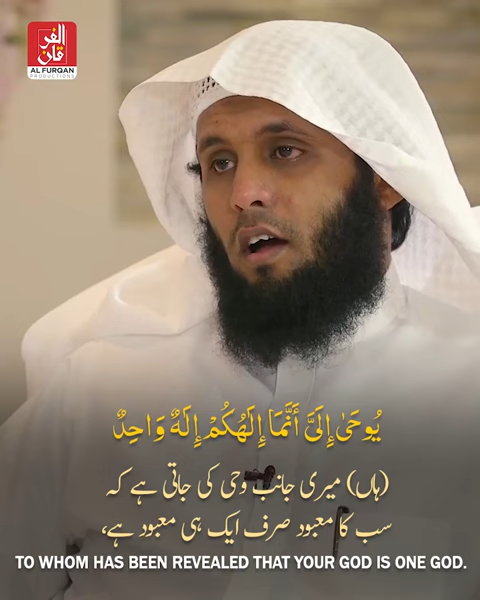 الفر
قان
AL FURQAN
PRODUCTIONS
يُوحَىٰ إِلَيَّ أَنَّمَا إِلَٰهُكُمْ إِلَٰهٌ وَاحِدٌ
(ہاں) میری جانب وحی کی جاتی ہے کہ
سب کا معبود صرف ایک ہی معبود ہے،
TO WHOM HAS BEEN REVEALED THAT YOUR GOD IS ONE GOD.